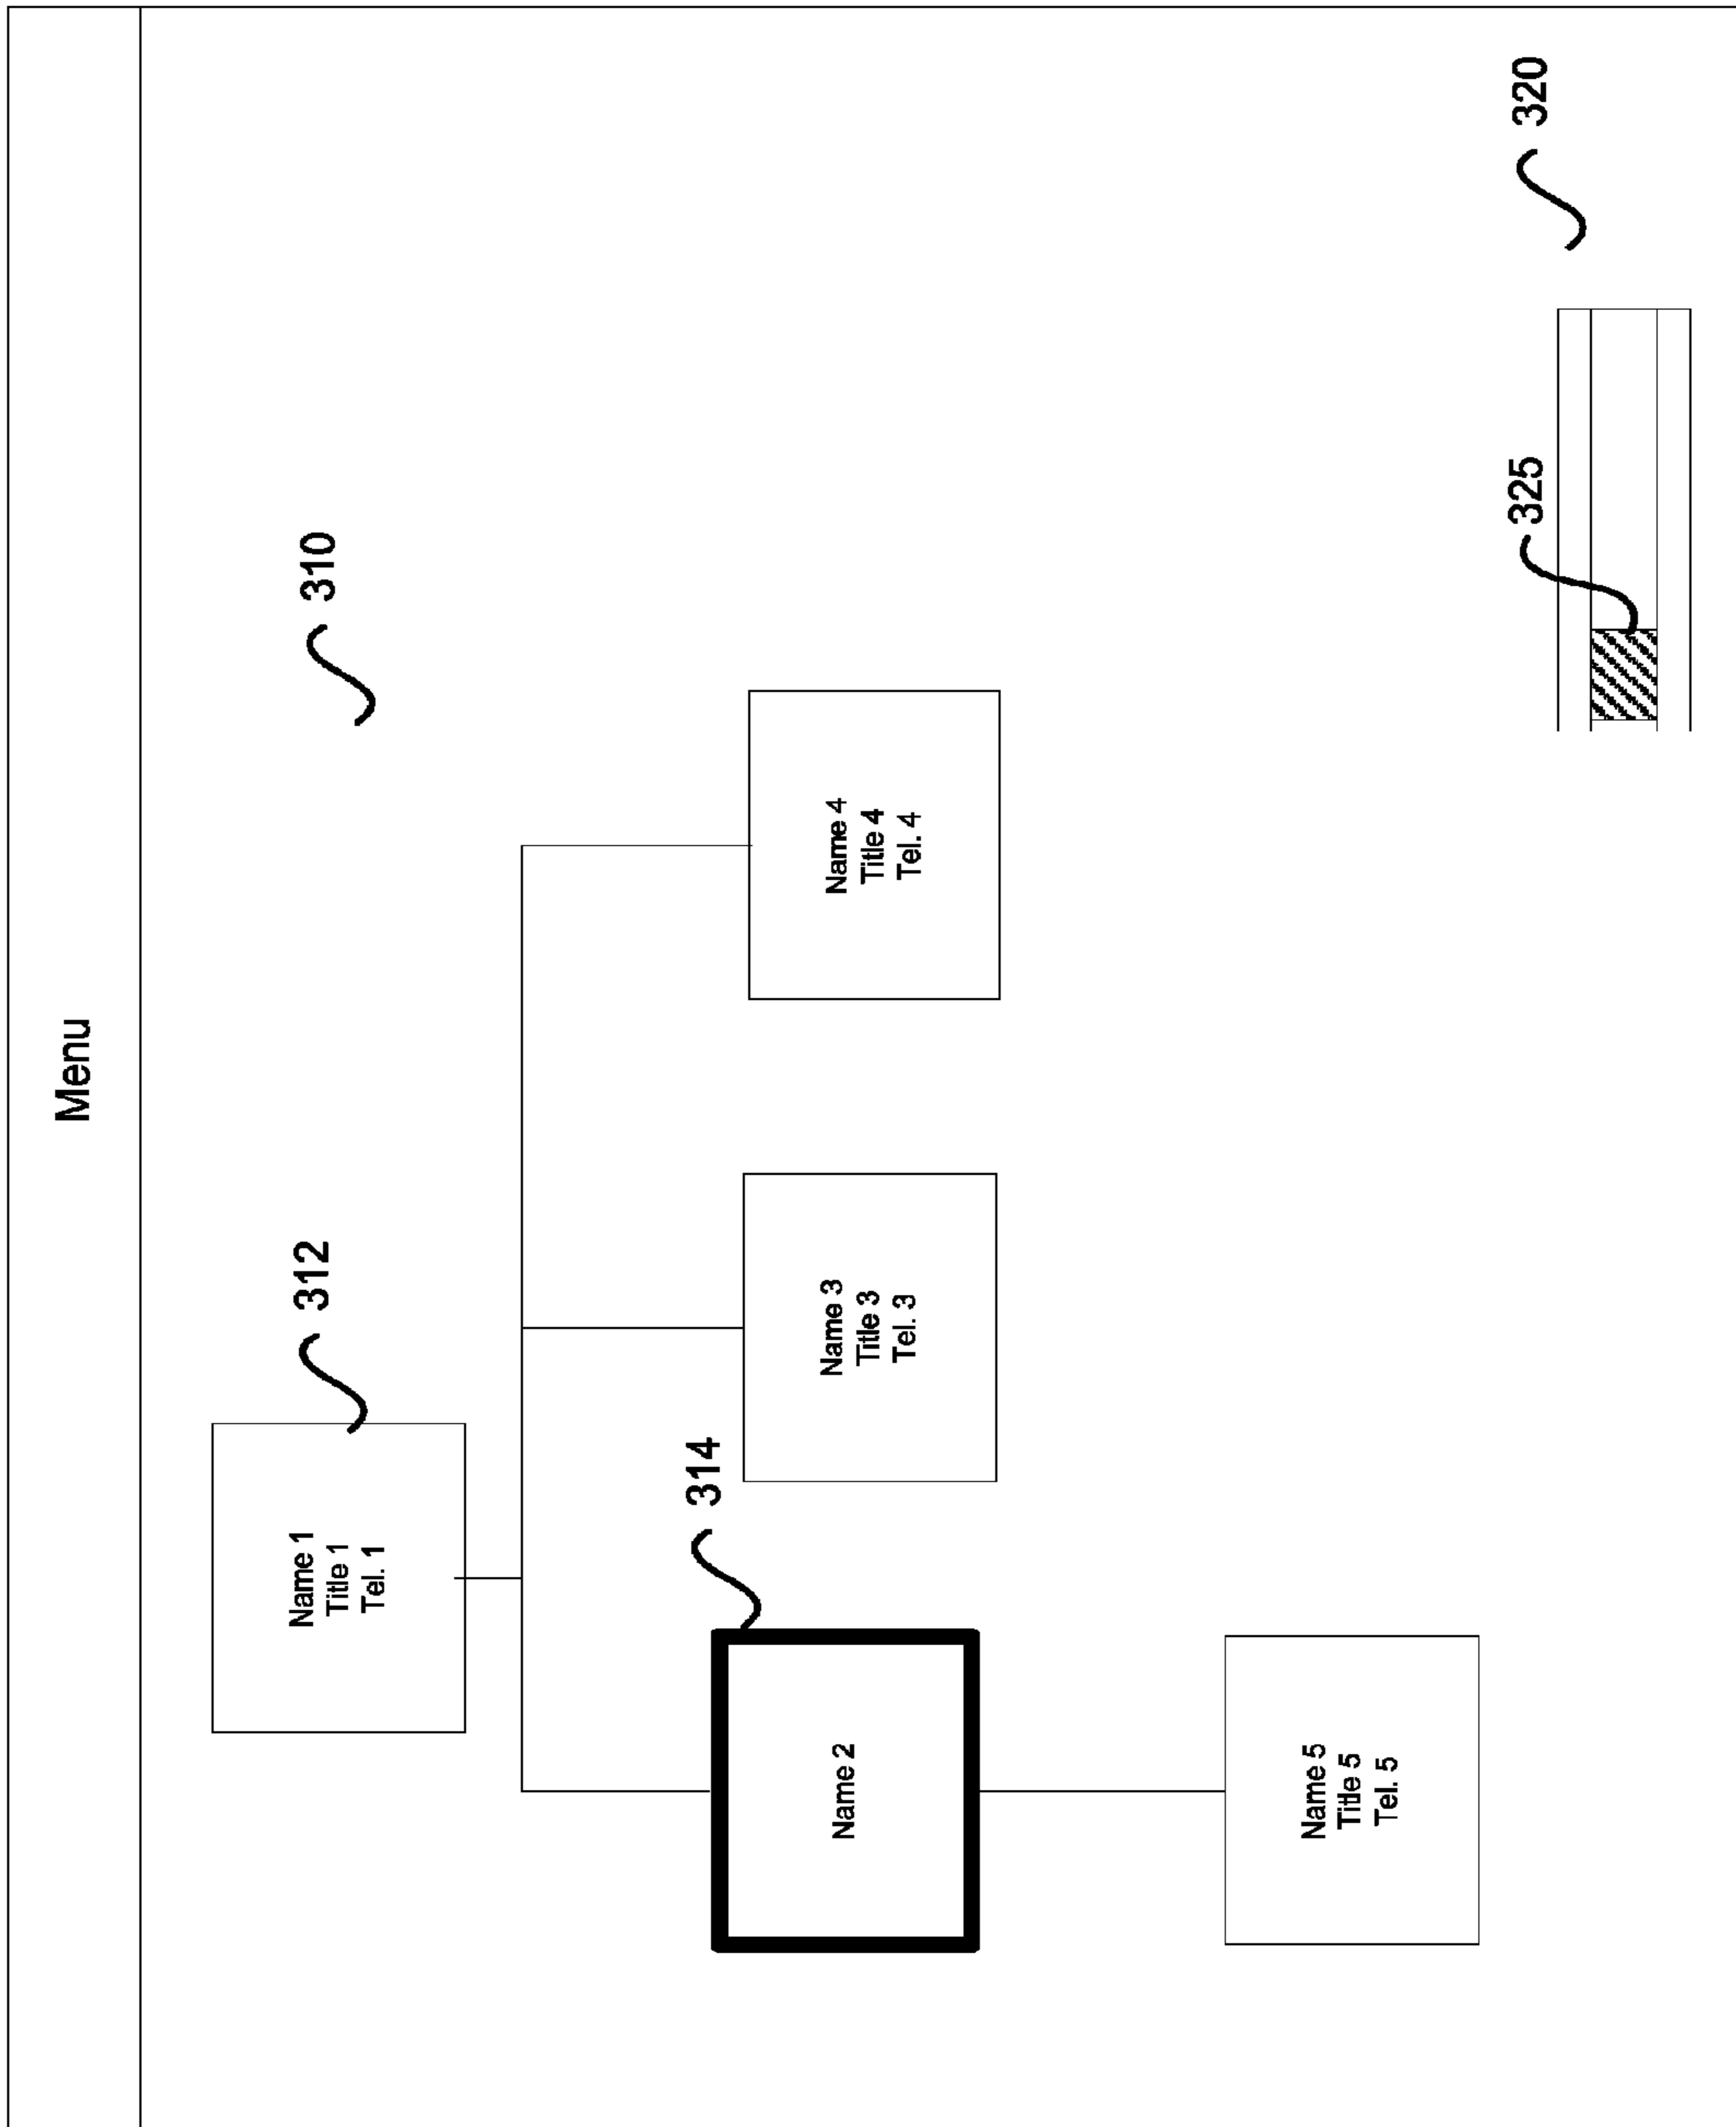 Menu
310
312
Name 1
Title 1
Tel. 1
314
Name 2
Name 3
Title 3
Tel. 3
Name 4
Title 4
Tel. 4
Name 5
Title 5
Tel. 5
325
320